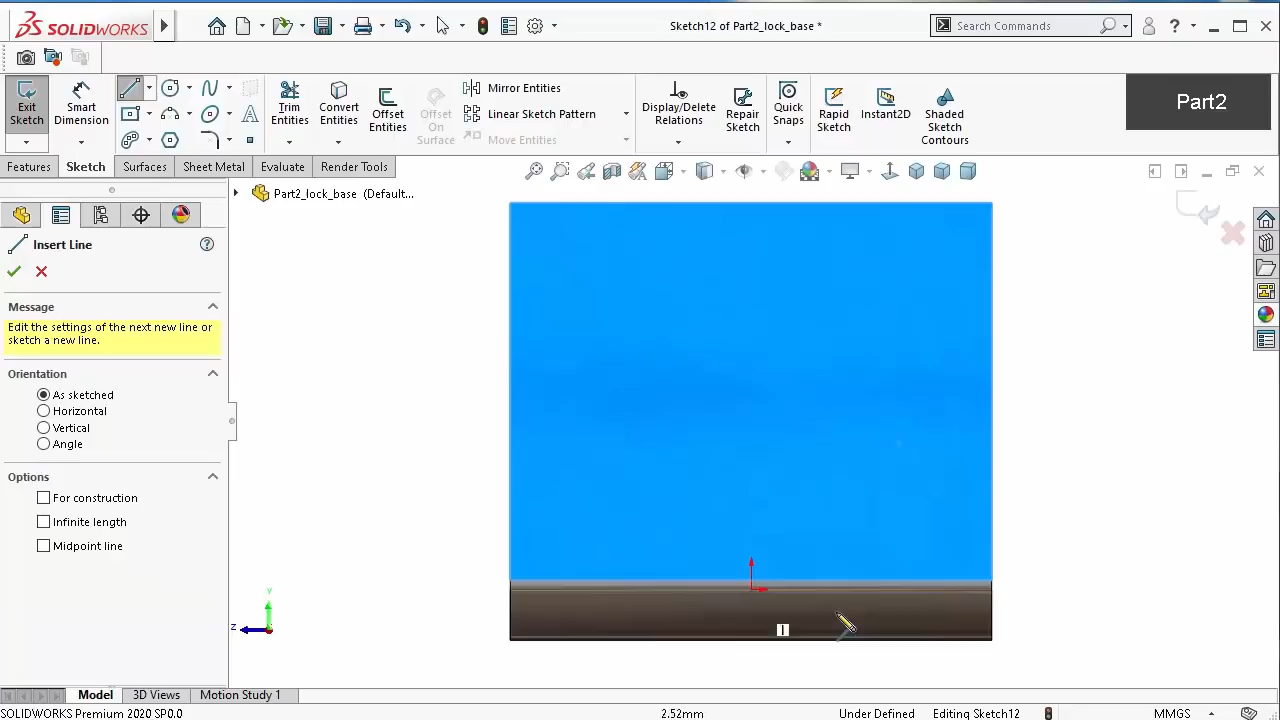 SOLIDWORKS
Sketch12 of Part2_lock_base *
Search Commands
Exit Sketch
Smart Dimension
Trim Entities
Convert Entities
Offset Entities
Offset On Surface
Mirror Entities
Linear Sketch Pattern
Move Entities
Display/Delete Relations
Repair Sketch
Quick Snaps
Rapid Sketch
Instant2D
Shaded Sketch Contours
Part2
Features
Sketch
Surfaces
Sheet Metal
Evaluate
Render Tools
Part2_lock_base (Default...
Insert Line
Message
Edit the settings of the next new line or
sketch a new line.
Orientation
As sketched
Horizontal
Vertical
Angle
Options
For construction
Infinite length
Midpoint line
Y
Z
Model
3D Views
Motion Study 1
SOLIDWORKS Premium 2020 SP0.0
2.52mm
Under Defined
Editing Sketch12
MMGS